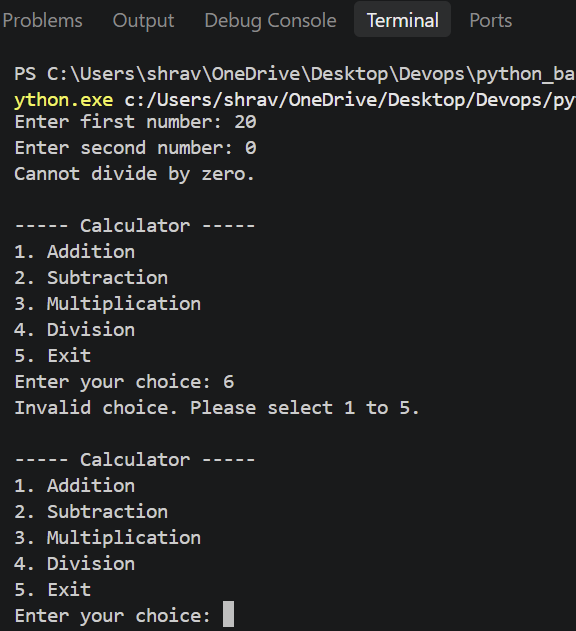 Problems Output Debug Console Terminal Ports
PS C:\Users\shrav\OneDrive\Desktop\Devops\python_ba
ython.exe c:/Users/shrav/OneDrive/Desktop/Devops/py
Enter first number: 20
Enter second number: 0
Cannot divide by zero.

----- Calculator -----
1. Addition
2. Subtraction
3. Multiplication
4. Division
5. Exit
Enter your choice: 6
Invalid choice. Please select 1 to 5.

----- Calculator -----
1. Addition
2. Subtraction
3. Multiplication
4. Division
5. Exit
Enter your choice: